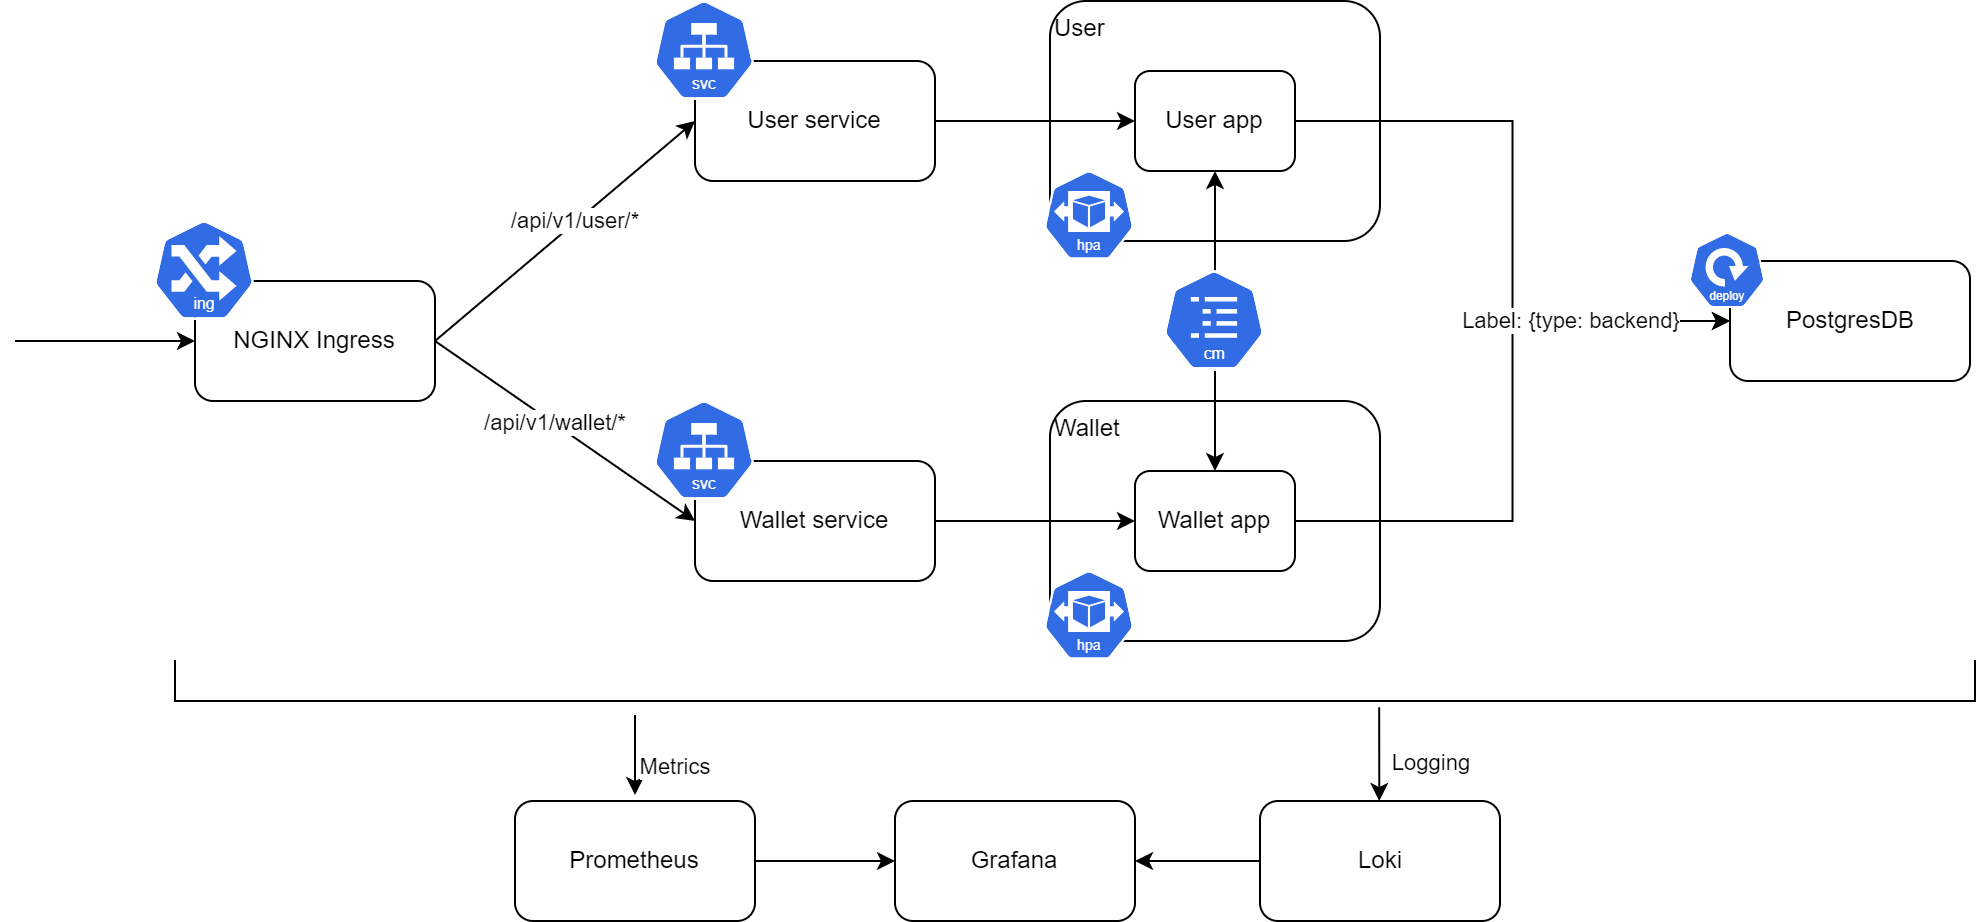 svc
User service
User
User app
hpa
/api/v1/user/*
ing
NGINX Ingress
cm
Label: {type: backend}
deploy
PostgresDB
/api/v1/wallet/*
svc
Wallet service
Wallet
Wallet app
hpa
Metrics
Logging
Prometheus
Grafana
Loki